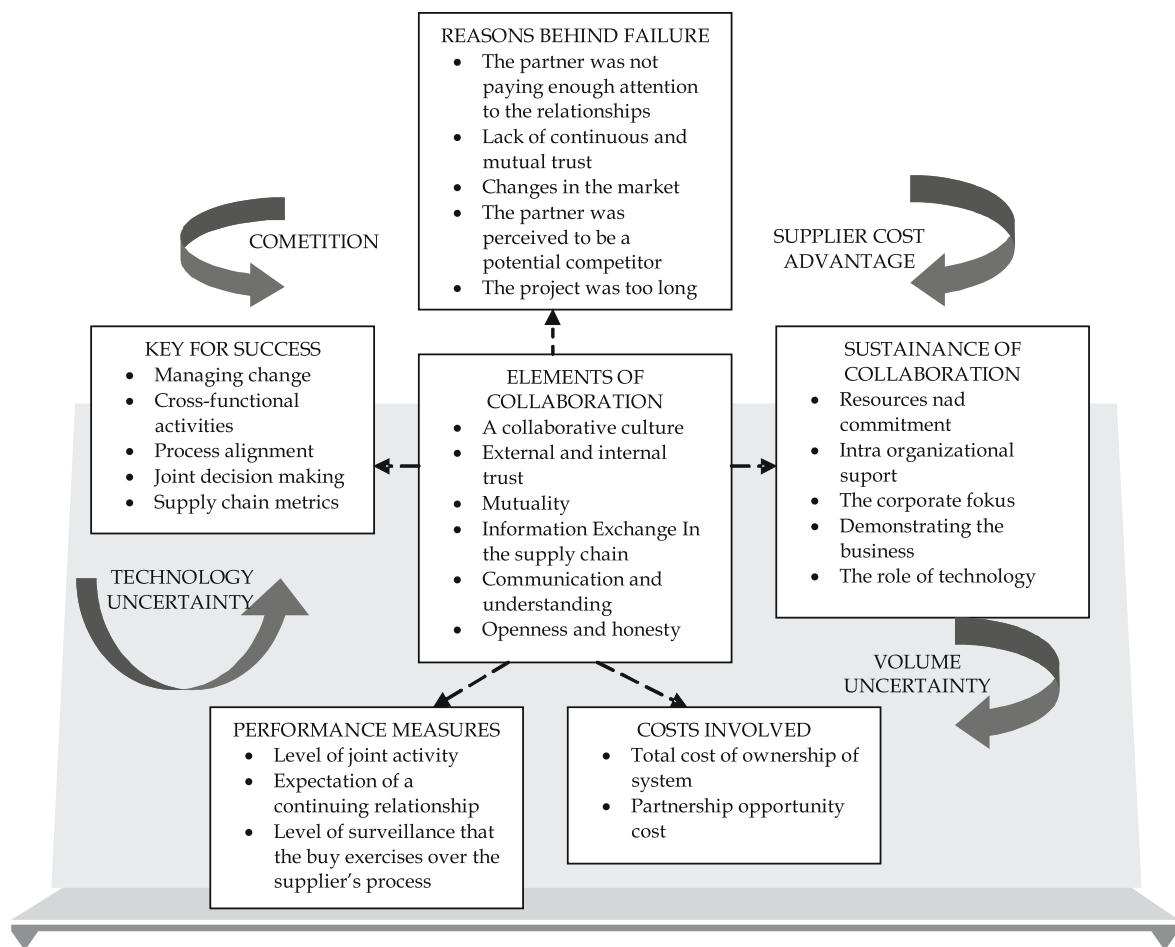 REASONS BEHIND FAILURE
• The partner was not
paying enough attention
to the relationships
• Lack of continuous and
mutual trust
• Changes in the market
• The partner was
perceived to be a
potential competitor
• The project was too long
COMETITION
SUPPLIER COST
ADVANTAGE
KEY FOR SUCCESS
• Managing change
• Cross-functional
activities
• Process alignment
• Joint decision making
• Supply chain metrics
ELEMENTS OF
COLLABORATION
• A collaborative culture
• External and internal
trust
• Mutuality
• Information Exchange In
the supply chain
• Communication and
understanding
• Openness and honesty
SUSTAINANCE OF
COLLABORATION
• Resources nad
commitment
• Intra organizational
suport
• The corporate fokus
• Demonstrating the
business
• The role of technology
TECHNOLOGY
UNCERTAINTY
VOLUME
UNCERTAINTY
PERFORMANCE MEASURES
• Level of joint activity
• Expectation of a
continuing relationship
• Level of surveillance that
the buy exercises over the
supplier's process
COSTS INVOLVED
• Total cost of ownership of
system
• Partnership opportunity
cost